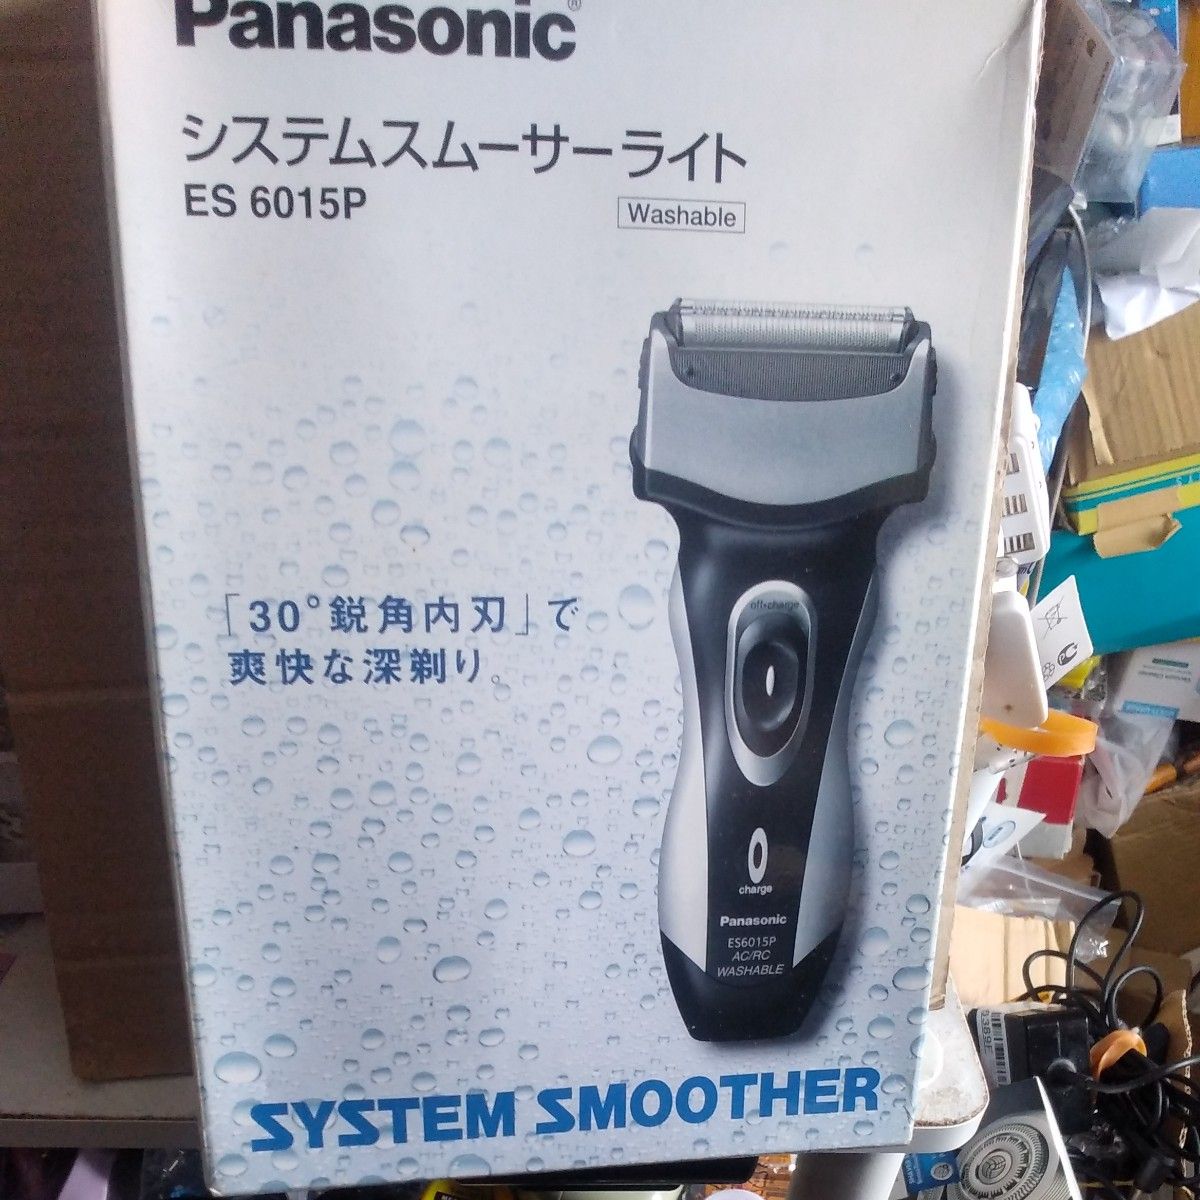 Panasonic®
システムスムーサーライト
ES 6015P
Washable
「30°鋭角内刃」で
爽快な深剃り。
off•charge
charge
Panasonic
ES6015P
AC/RC
WASHABLE
SYSTEM SMOOTHER
Vacuum Cleaner